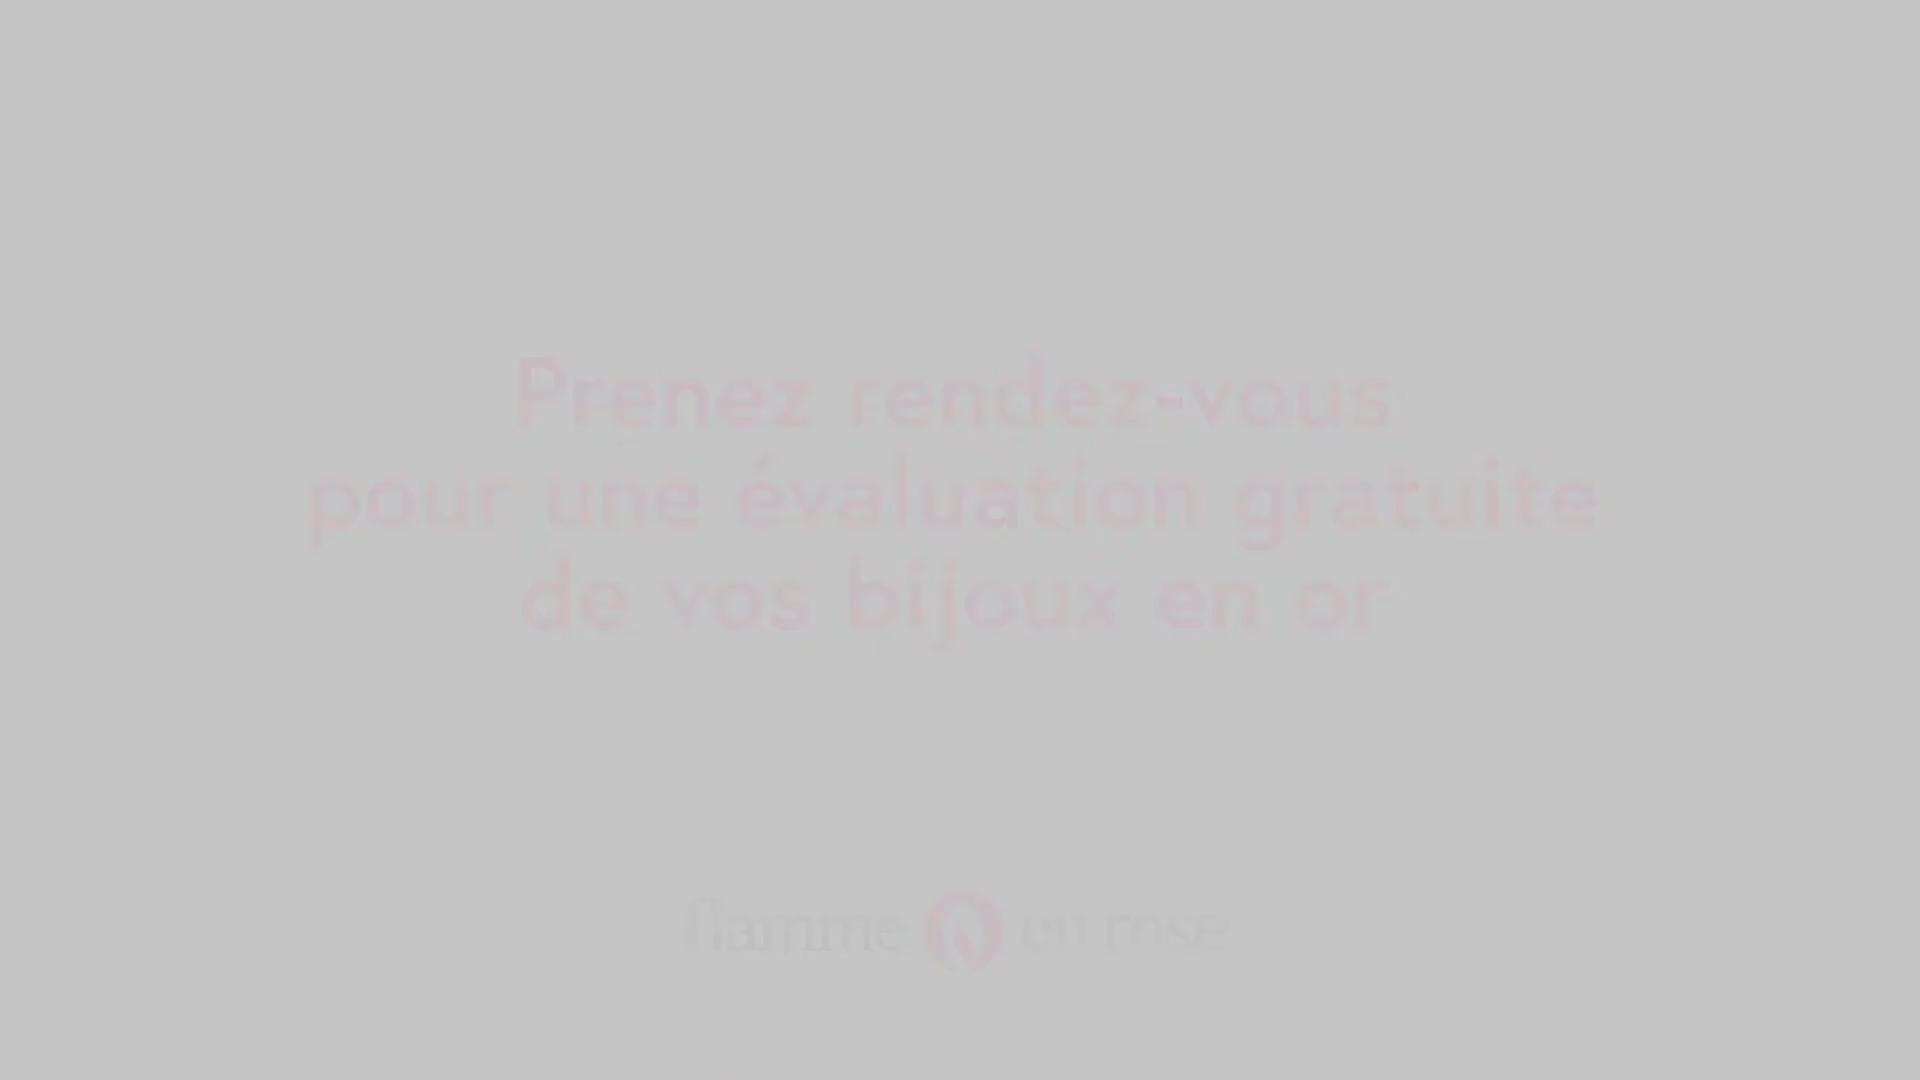 Prenez rendez-vous
pour une évaluation gratuite
de vos bijoux en or
flamme en rose